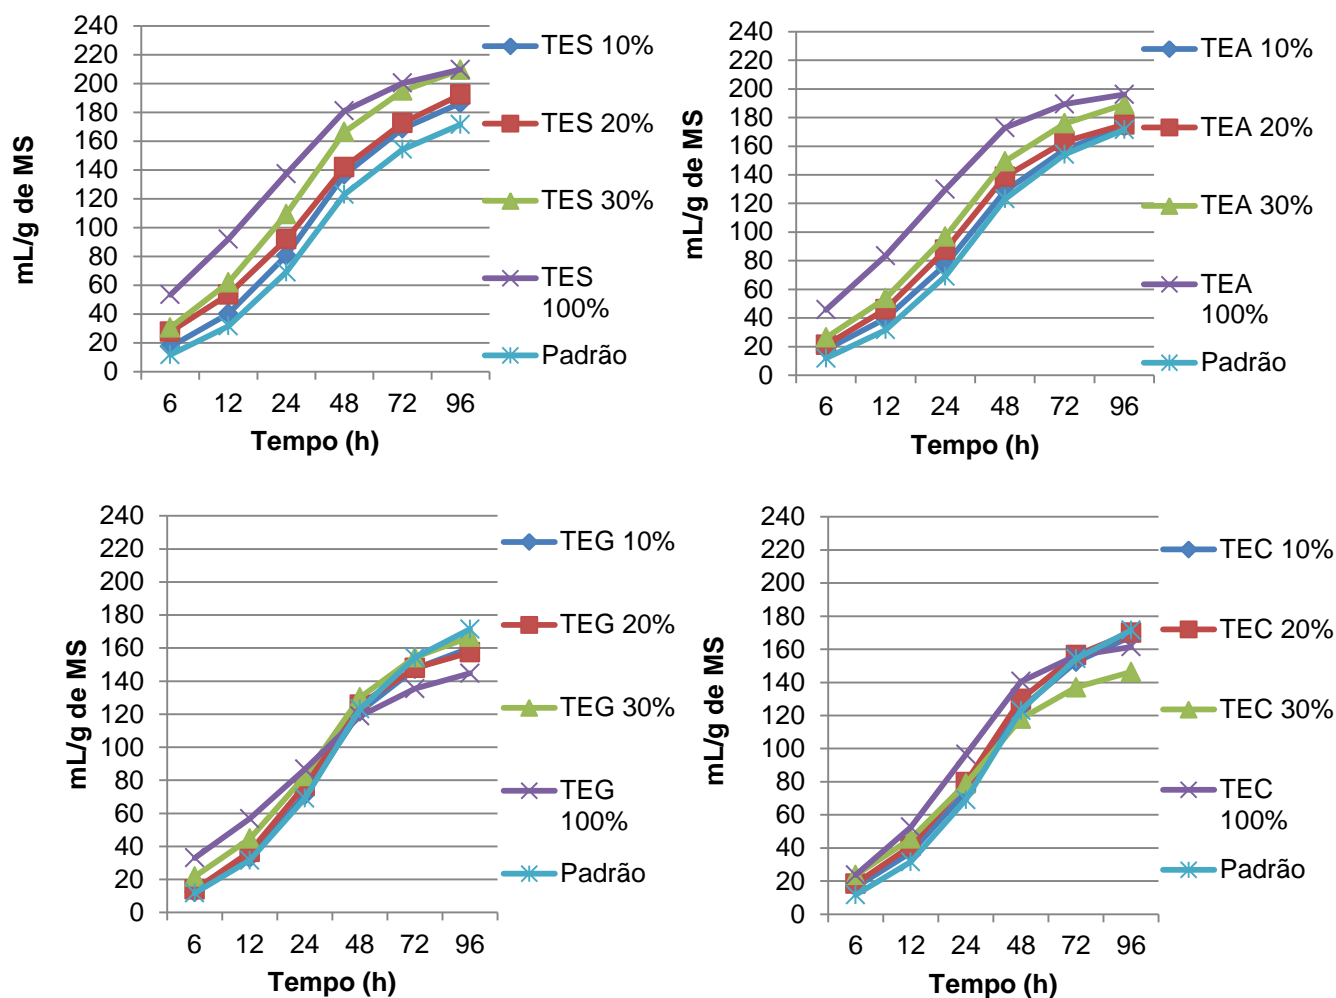 240
220
200
180
160
140
120
100
80
60
40
20
0
mL/g de MS
6 12 24 48 72 96
Tempo (h)
TES 10%
TES 20%
TES 30%
TES
100%
Padrão
240
220
200
180
160
140
120
100
80
60
40
20
0
mL/g de MS
6 12 24 48 72 96
Tempo (h)
TEA 10%
TEA 20%
TEA 30%
TEA
100%
Padrão
240
220
200
180
160
140
120
100
80
60
40
20
0
mL/g de MS
6 12 24 48 72 96
Tempo (h)
TEG 10%
TEG 20%
TEG 30%
TEG
100%
Padrão
240
220
200
180
160
140
120
100
80
60
40
20
0
mL/g de MS
6 12 24 48 72 96
Tempo (h)
TEC 10%
TEC 20%
TEC 30%
TEC
100%
Padrão